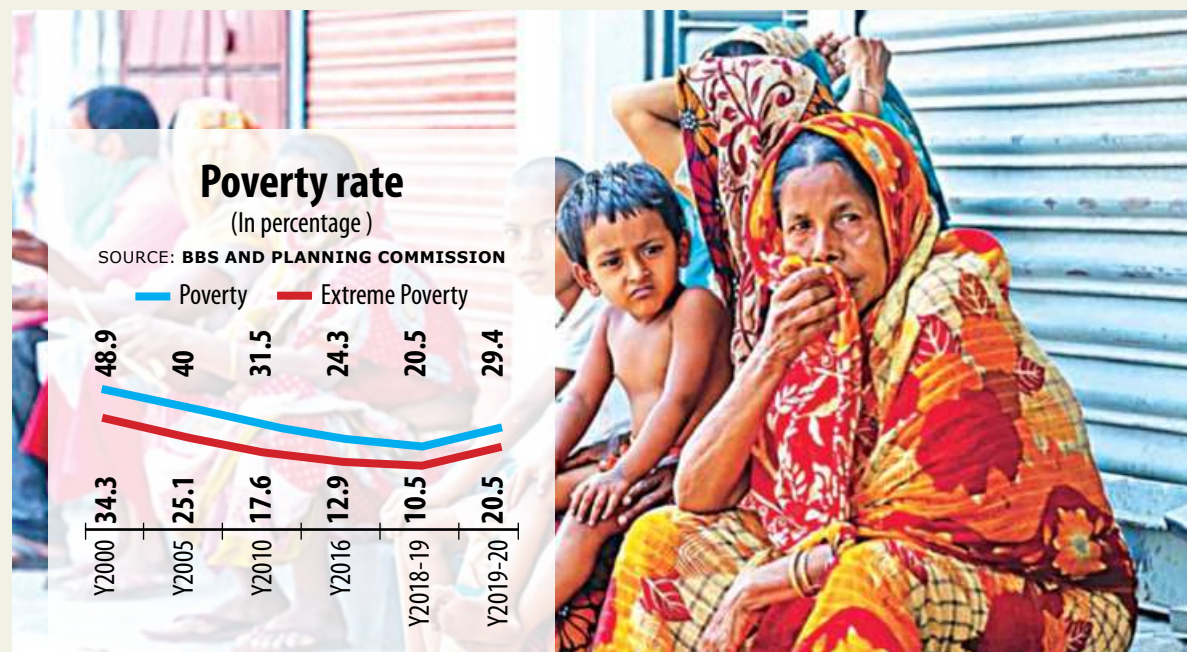 Poverty rate
(In percentage )
SOURCE: BBS AND PLANNING COMMISSION
Poverty Extreme Poverty
48.9 40 31.5 24.3 20.5 29.4
34.3 25.1 17.6 12.9 10.5 20.5
Y2000 Y2005 Y2010 Y2016 Y2018-19 Y2019-20